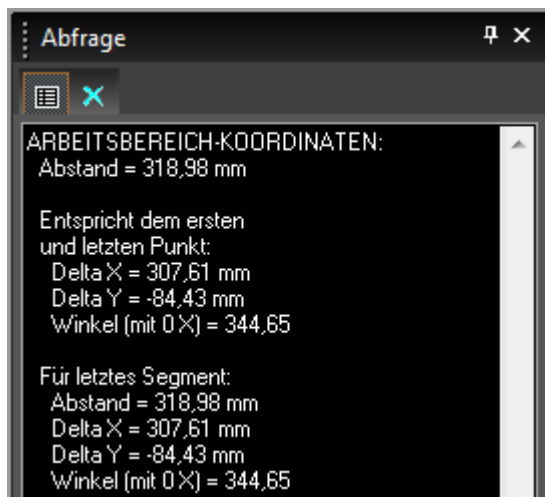 Abfrage
ARBEITSBEREICH-KOORDINATEN:
Abstand = 318,98 mm
Entspricht dem ersten
und letzten Punkt:
Delta X = 307,61 mm
Delta Y = -84,43 mm
Winkel (mit 0X) = 344,65
Für letztes Segment:
Abstand = 318,98 mm
Delta X = 307,61 mm
Delta Y = -84,43 mm
Winkel (mit 0X) = 344,65